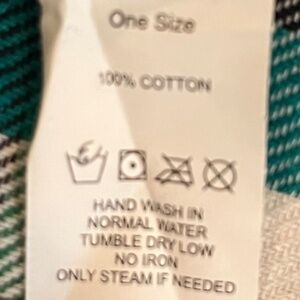 One Size
100% COTTON
HAND WASH IN
NORMAL WATER
TUMBLE DRY LOW
NO IRON
ONLY STEAM IF NEEDED